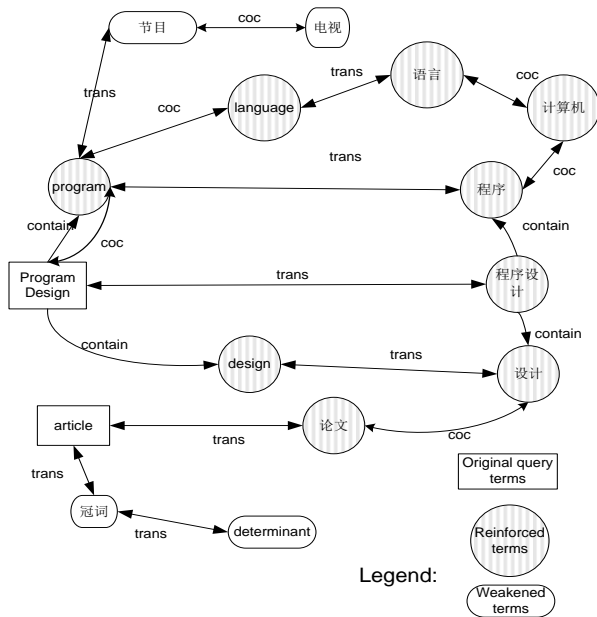 节目
coc
电视
trans
coc
language
trans
语言
coc
计算机
program
trans
程序
coc
contain
coc
contain
Program
Design
trans
程序设
计
contain
contain
design
trans
设计
article
trans
论文
coc
trans
冠词
trans
determinant
Original query
terms
Reinforced
terms
Legend:
Weakened
terms